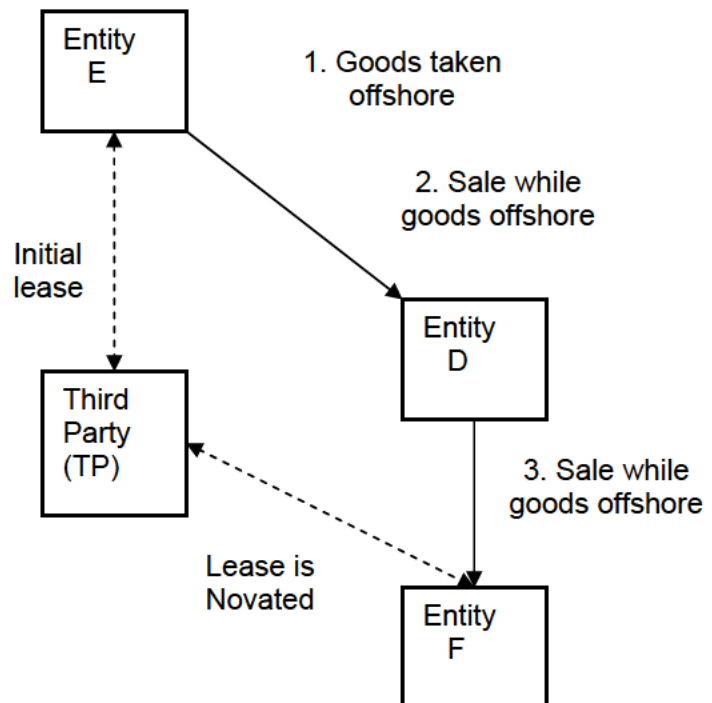 Entity
E
1. Goods taken
offshore
2. Sale while
goods offshore
Initial
lease
Entity
D
Third
Party
(TP)
3. Sale while
goods offshore
Lease is
Novated
Entity
F